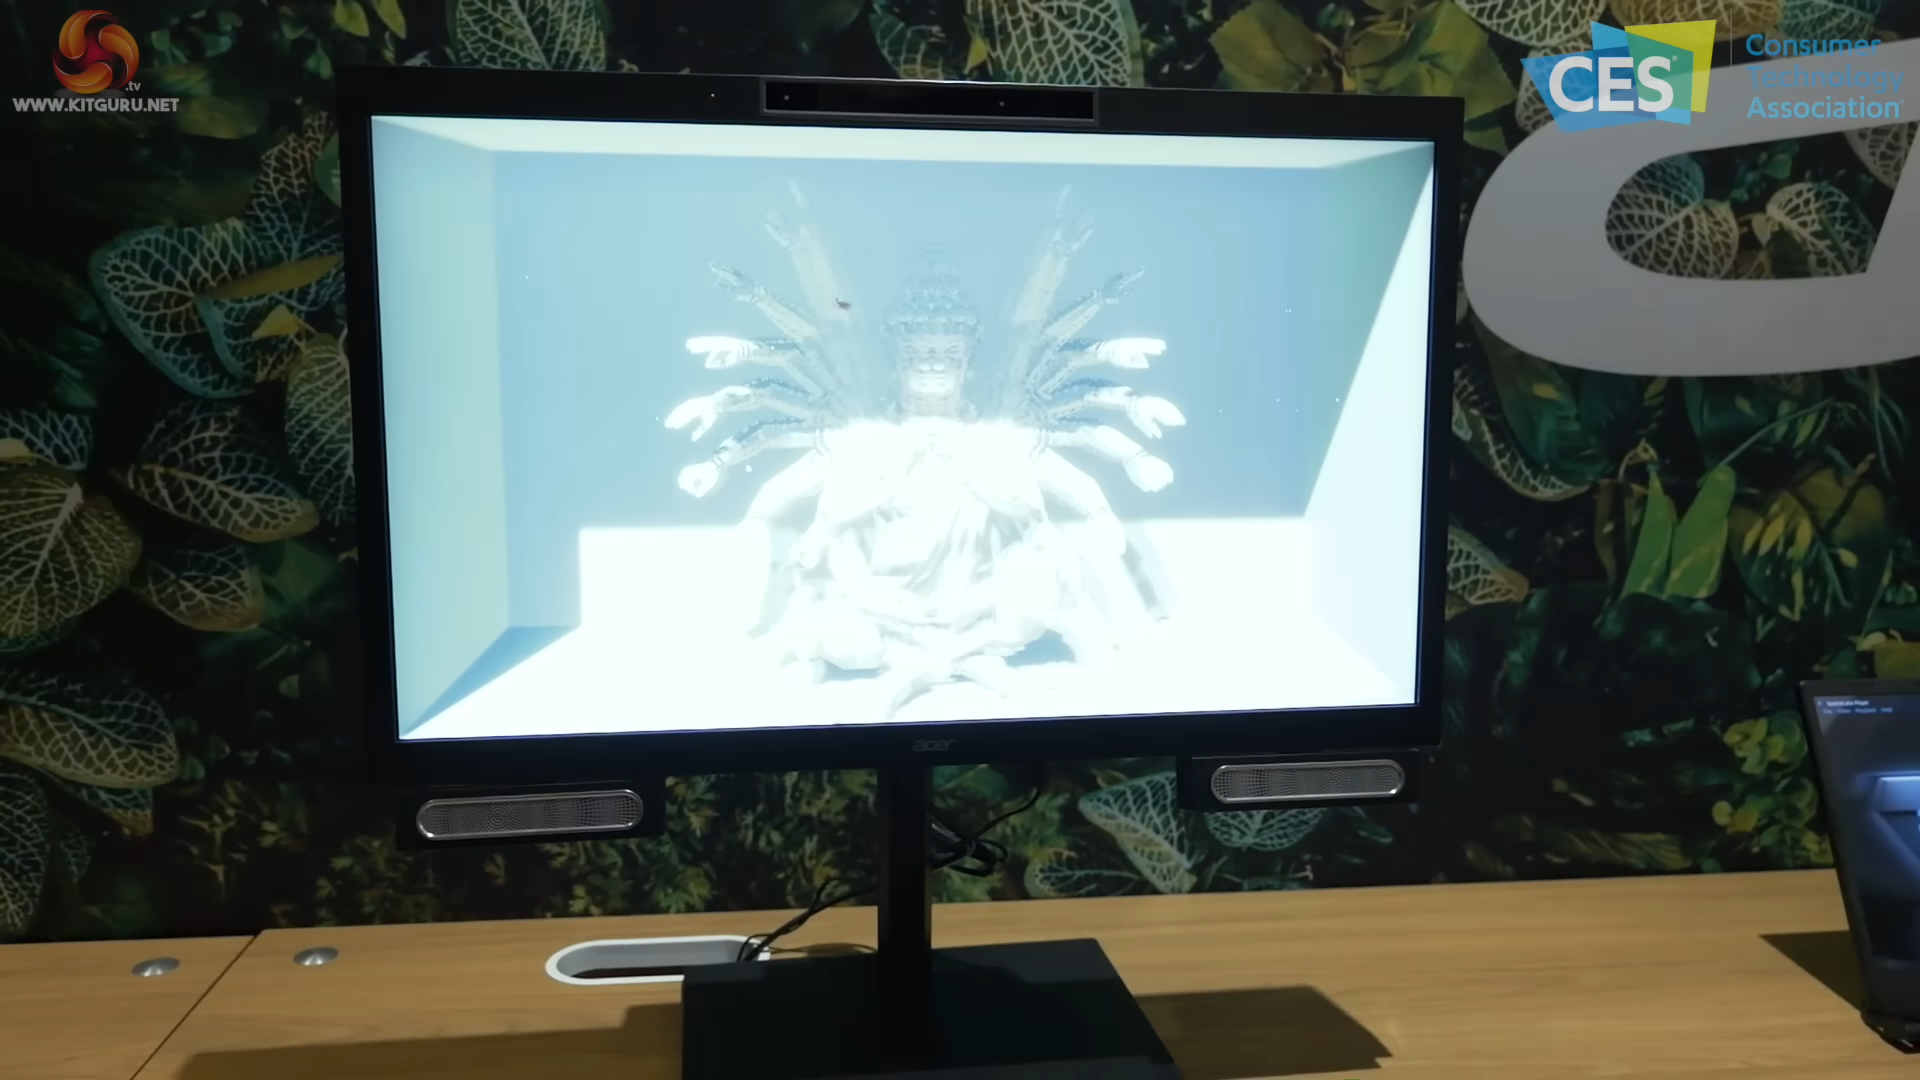 .tv
WWW.KITGURU.NET
CES
Consumer
Technology
Association
acer